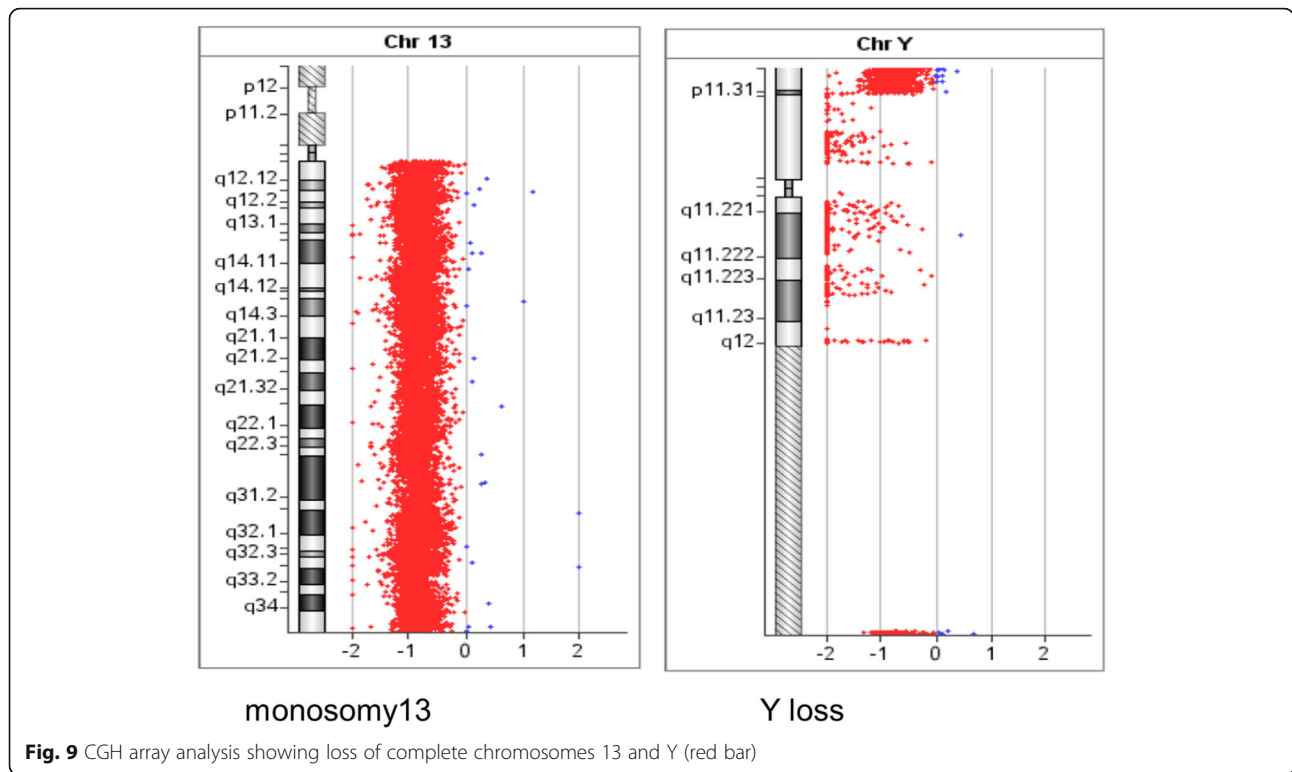 Chr 13
p12
p11.2
q12.12
q12.2
q13.1
q14.11
q14.12
q14.3
q21.1
q21.2
q21.32
q22.1
q22.3
q31.2
q32.1
q32.3
q33.2
q34
-2 -1 0 1 2
monosomy13
Chr Y
p11.31
q11.221
q11.222
q11.223
q11.23
q12
-2 -1 0 1 2
Y loss
Fig. 9 CGH array analysis showing loss of complete chromosomes 13 and Y (red bar)